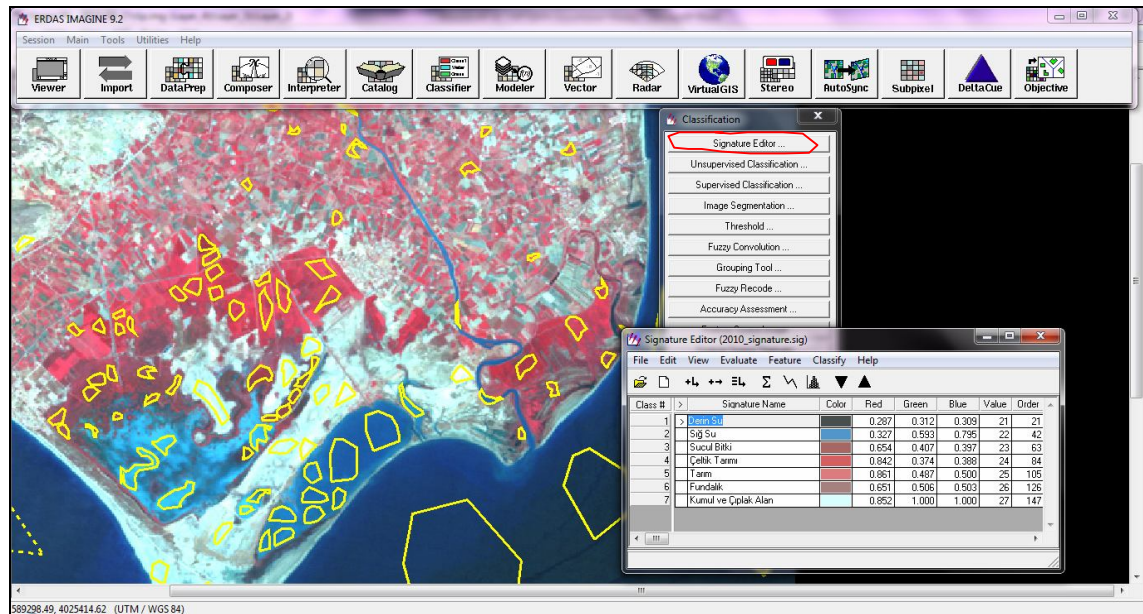 ERDAS IMAGINE 9.2
Session Main Tools Utilities Help
Viewer Import DataPrep Composer Interpreter Catalog Classifier Modeler Vector Radar VirtualGIS Stereo AutoSync Subpixel DeltaCue Objective
Classification
Signature Editor ...
Unsupervised Classification ...
Supervised Classification ...
Image Segmentation ...
Threshold ...
Fuzzy Convolution ...
Grouping Tool ...
Fuzzy Recode ...
Accuracy Assessment ...
Signature Editor (2010_signature.sig)
File Edit View Evaluate Feature Classify Help
Class # > Signature Name Color Red Green Blue Value Order
1 > Derin Su 0.287 0.312 0.309 21 21
2 Sığ Su 0.327 0.593 0.795 22 42
3 Sucul Bitki 0.654 0.407 0.397 23 63
4 Çeltik Tarımı 0.842 0.374 0.388 24 84
5 Tarım 0.861 0.487 0.500 25 105
6 Fundalık 0.651 0.506 0.503 26 126
7 Kumul ve Çıplak Alan 0.852 1.000 1.000 27 147
589298.49, 4025414.62 (UTM / WGS 84)